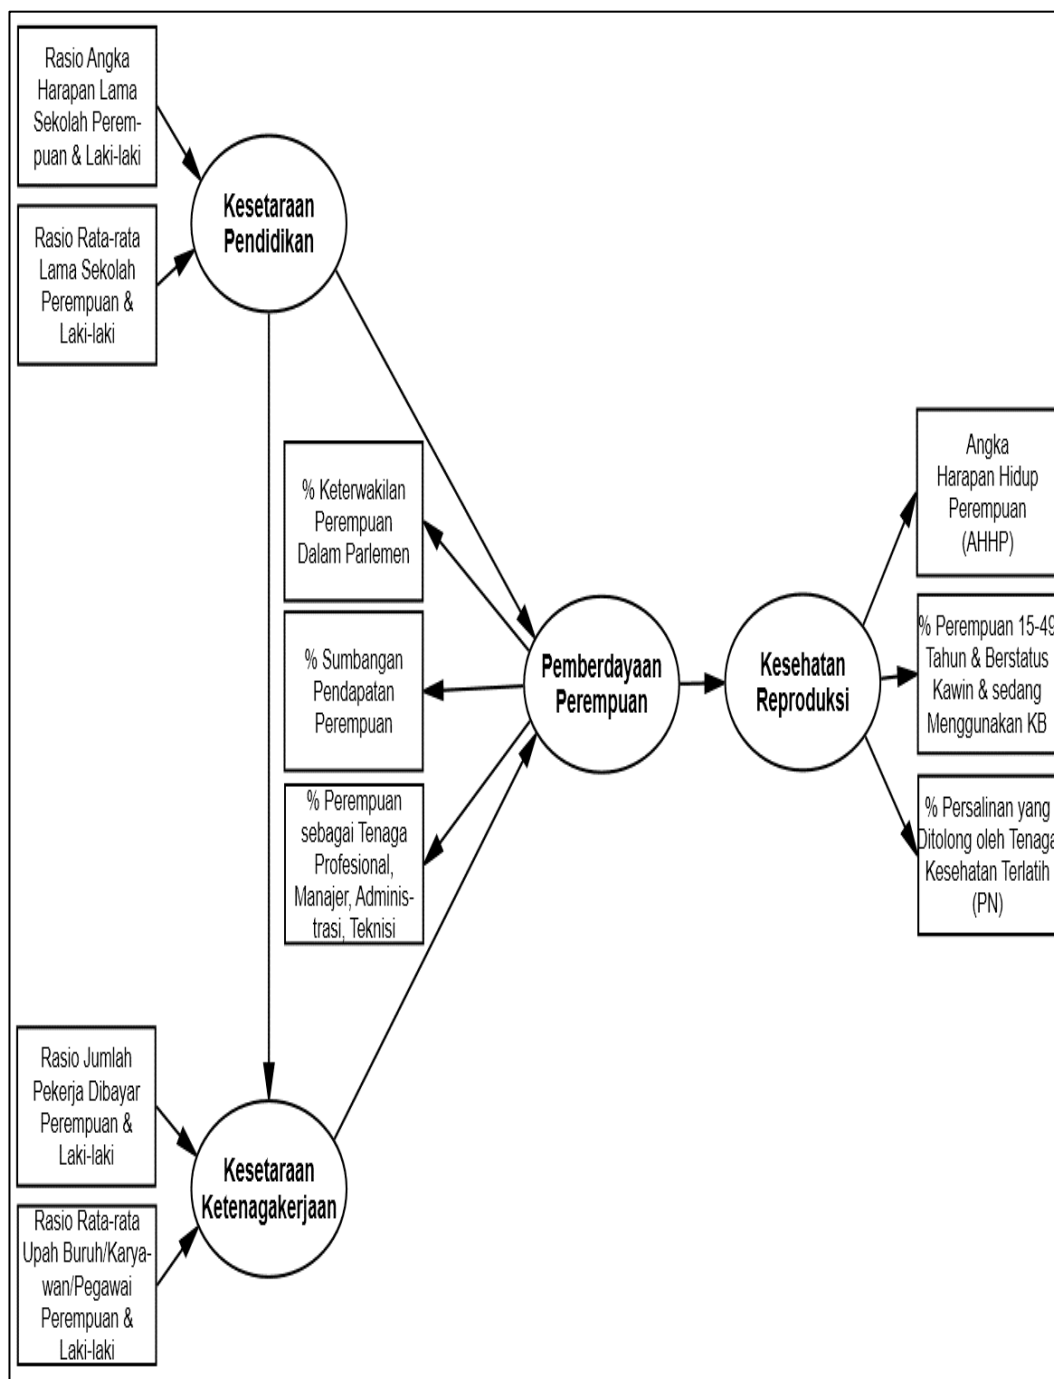 Rasio Angka
Harapan Lama
Sekolah Perem-
puan & Laki-laki
Rasio Rata-rata
Lama Sekolah
Perempuan &
Laki-laki
Kesetaraan
Pendidikan
% Keterwakilan
Perempuan
Dalam Parlemen
% Sumbangan
Pendapatan
Perempuan
% Perempuan
sebagai Tenaga
Profesional,
Manajer, Adminis-
trasi, Teknisi
Pemberdayaan
Perempuan
Kesehatan
Reproduksi
Angka
Harapan Hidup
Perempuan
(AHHP)
% Perempuan 15-49
Tahun & Berstatus
Kawin & sedang
Menggunakan KB
% Persalinan yang
Ditolong oleh Tenaga
Kesehatan Terlatih
(PN)
Rasio Jumlah
Pekerja Dibayar
Perempuan &
Laki-laki
Rasio Rata-rata
Upah Buruh/Karya-
wan/Pegawai
Perempuan &
Laki-laki
Kesetaraan
Ketenagakerjaan